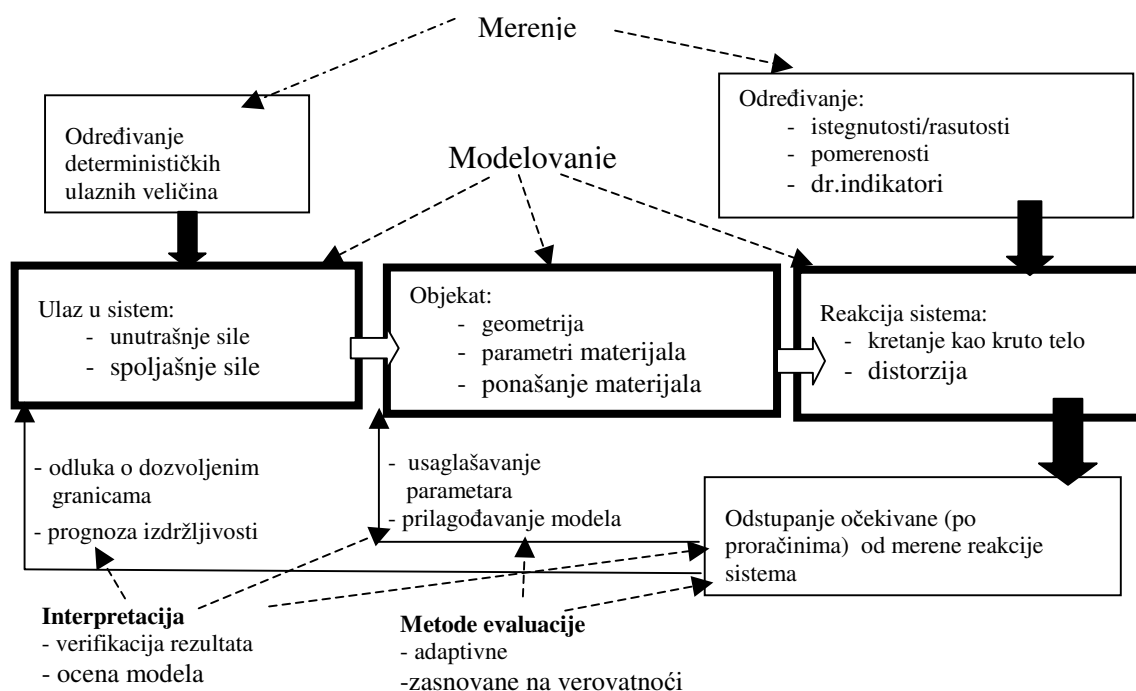 Merenje
Određivanje
determinističkih
ulaznih veličina
Određivanje:
- istegnutosti/rasutosti
- pomerenosti
- dr.indikatori
Modelovanje
Ulaz u sistem:
- unutrašnje sile
- spoljašnje sile
Objekat:
- geometrija
- parametri materijala
- ponašanje materijala
Reakcija sistema:
- kretanje kao kruto telo
- distorzija
- odluka o dozvoljenim
granicama
- prognoza izdržljivosti
- usaglašavanje
parametara
- prilagođavanje modela
Odstupanje očekivane (po
proračinima) od merene reakcije
sistema
Interpretacija
- verifikacija rezultata
- ocena modela
Metode evaluacije
- adaptivne
-zasnovane na verovatnoći